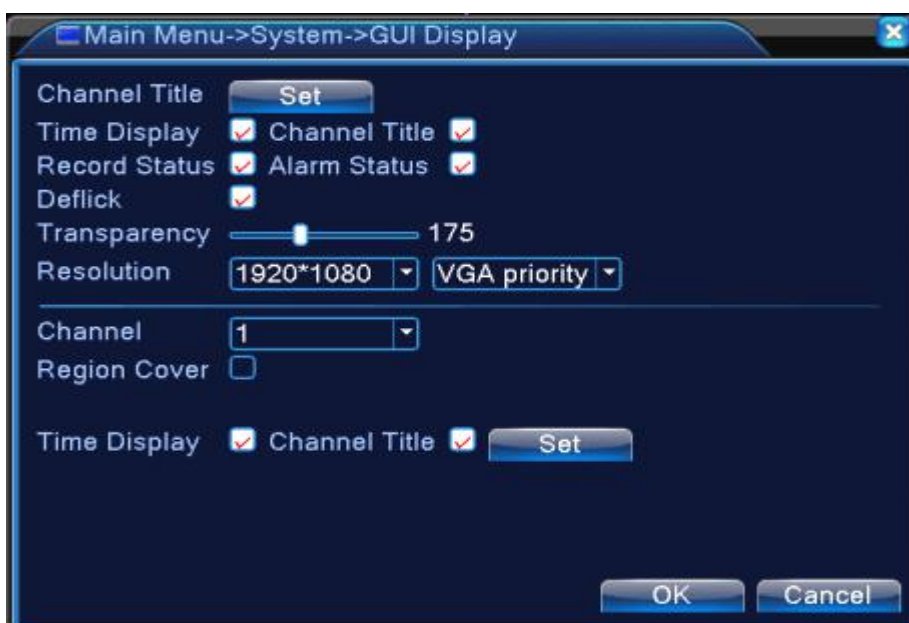 Main Menu->System->GUI Display
Channel Title Set
Time Display Channel Title
Record Status Alarm Status
Deflick
Transparency 175
Resolution 1920*1080 VGA priority
Channel 1
Region Cover
Time Display Channel Title Set
OK Cancel